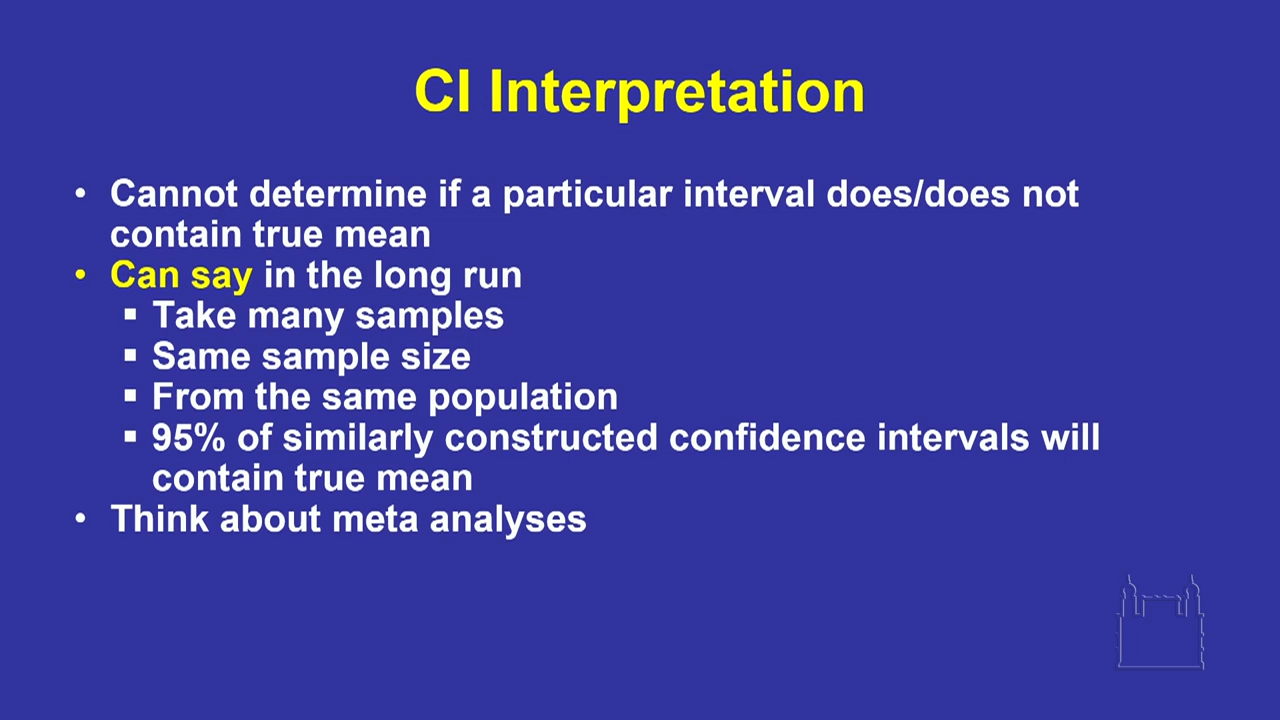 CI Interpretation
• Cannot determine if a particular interval does/does not
contain true mean
• Can say in the long run
▪ Take many samples
▪ Same sample size
▪ From the same population
▪ 95% of similarly constructed confidence intervals will
contain true mean
• Think about meta analyses